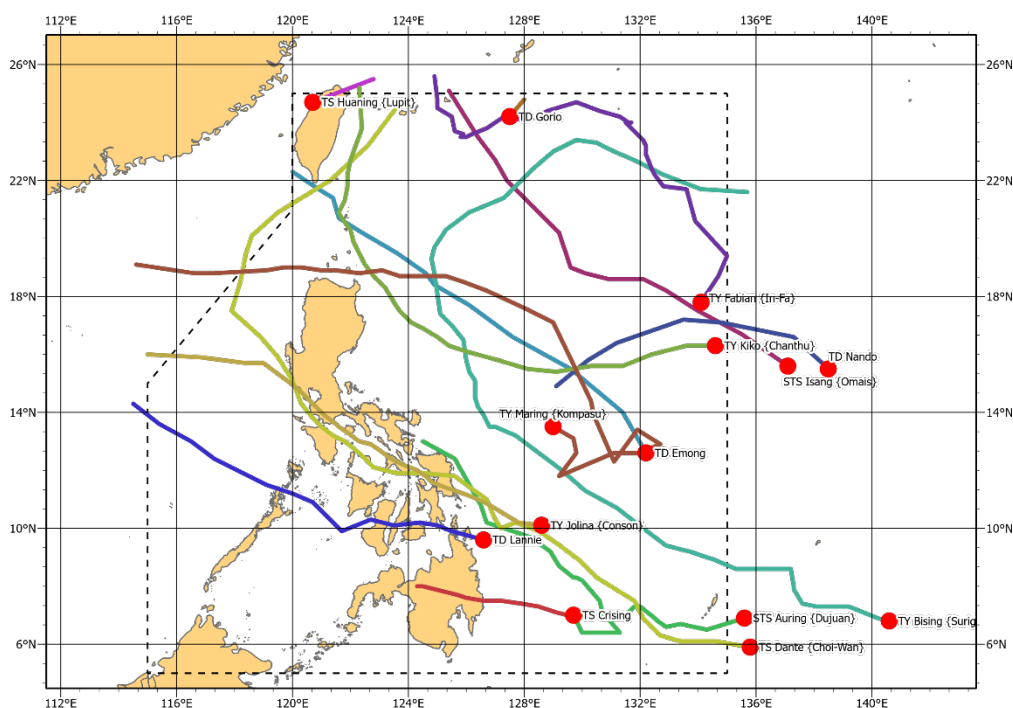 112°E 116°E 120°E 124°E 128°E 132°E 136°E 140°E
26°N 26°N
TS Huaning {Lupit}
TD Gorio
22°N 22°N
18°N 18°N
TY Fabian {In-Fa}
TY Kiko {Chanthu}
TD Nando
STS Isang {Omais}
14°N 14°N
TY Maring {Kompasu}
TD Emong
10°N 10°N
TY Jolina {Conson}
TD Lannie
TS Crising
STS Auring {Dujuan}
TY Bising {Surig
6°N 6°N
TS Dante {Choi-Wan}
112°E 116°E 120°E 124°E 128°E 132°E 136°E 140°E